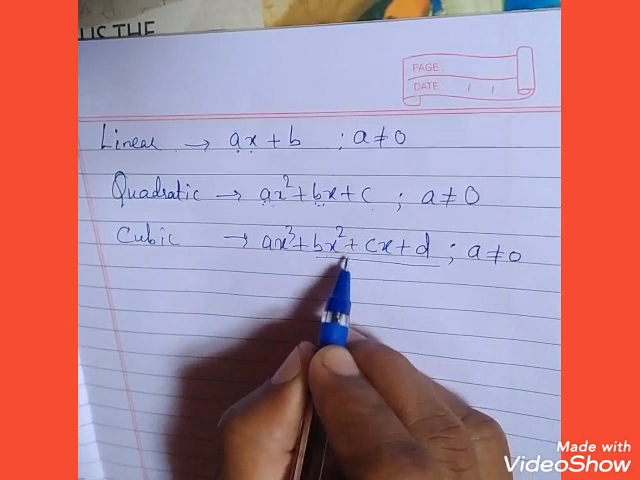 US THE
PAGE:
DATE: / /
Linear → ax + b ; a ≠ 0
Quadratic → ax² + bx + c ; a ≠ 0
Cubic → ax³ + bx² + cx + d ; a ≠ 0
Made with
VideoShow